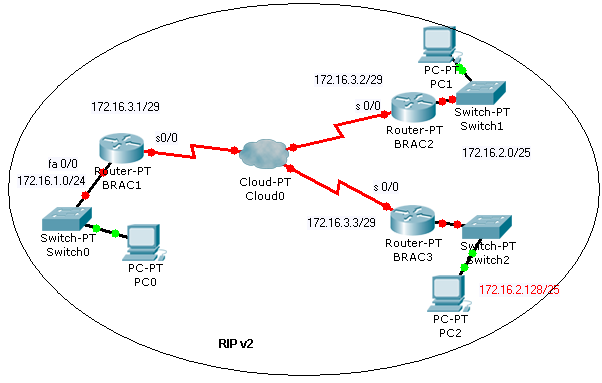 PC-PT
PC1
172.16.3.2/29
s 0/0
Router-PT
BRAC2
Switch-PT
Switch1
172.16.2.0/25
172.16.3.1/29
s0/0
fa 0/0
Router-PT
BRAC1
172.16.1.0/24
Cloud-PT
Cloud0
s 0/0
172.16.3.3/29
Router-PT
BRAC3
Switch-PT
Switch2
Switch-PT
Switch0
PC-PT
PC0
172.16.2.128/25
PC-PT
PC2
RIP v2